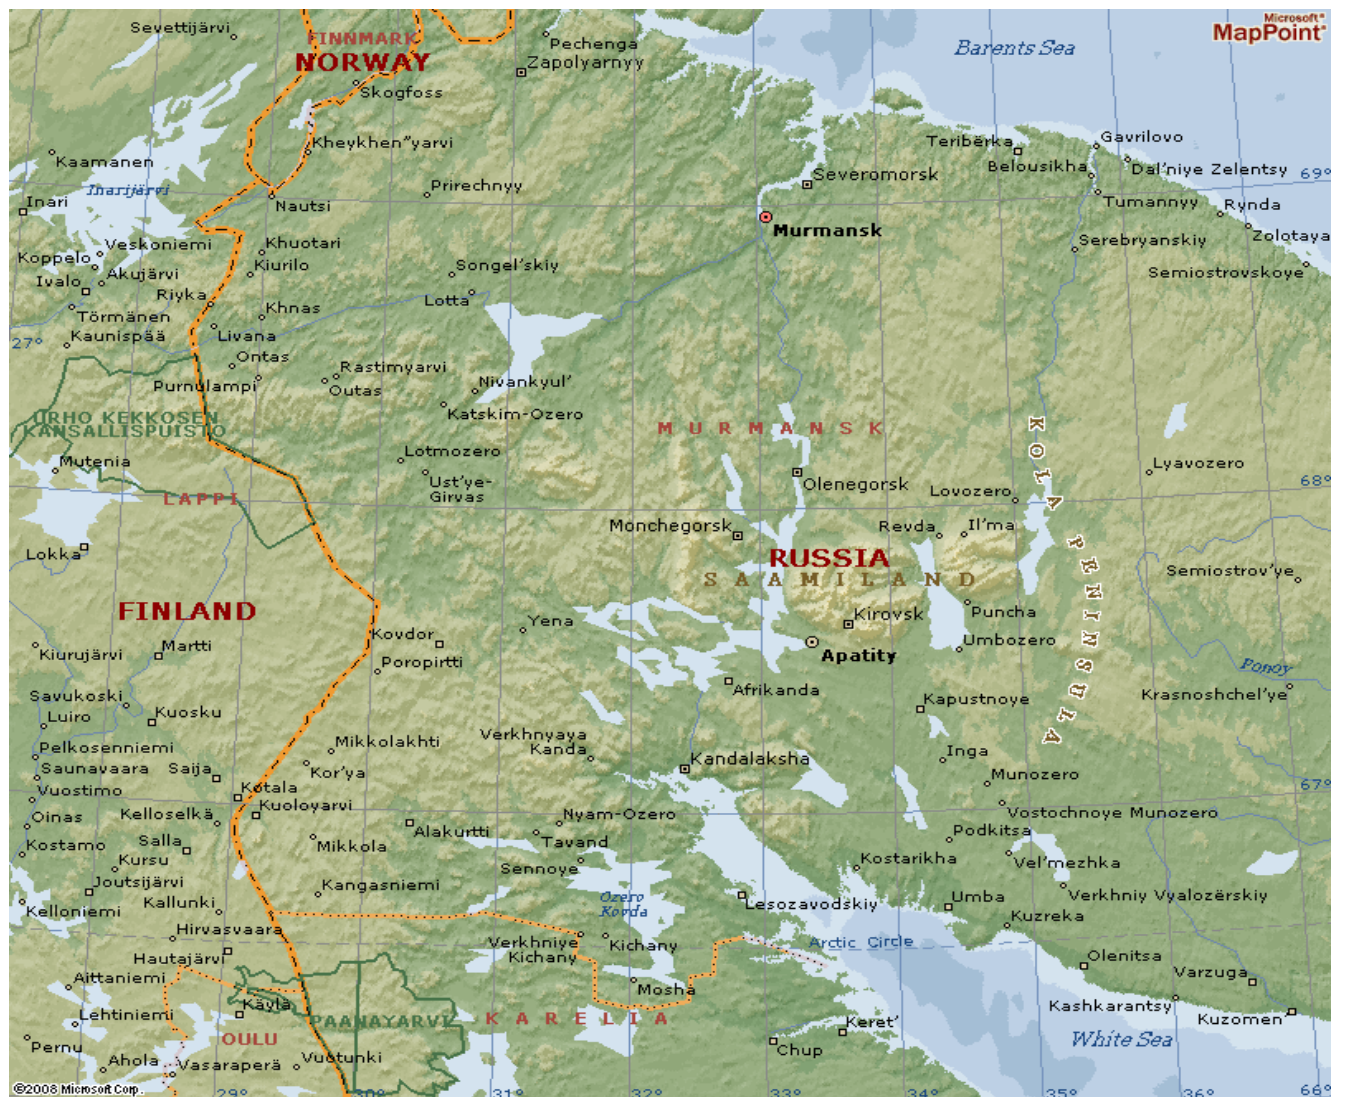 Sevettijärvi
FINNMARK
NORWAY
Pechenga
Zapolyarnyy
Barents Sea
Microsoft®
MapPoint®
Skogfoss
Kheykhen"yarvi
Kaamanen
Inarijärvi
Inari
Nautsi
Prirechnyy
Severomorsk
Murmansk
Teribërka
Gavrilovo
Belousikha
Dal'niye Zelentsy
69°
Tumannyy
Rynda
Zolotaya
Serebryanskiy
Semiostrovskoye
Veskoniemi
Koppelo
Akujärvi
Ivalo
Khuotari
Kiurilo
Riyka
Songel'skiy
Lotta
Khnas
Törmänen
Kaunispää
27°
Livana
Ontas
Purnulampi
Rastimyarvi
Outas
Nivankyul'
Katskim-Ozero
URHO KEKKOSEN
KANSALLISPUISTO
MURMANSK
KOLA PENINSULA
Mutenia
Lotmozero
Ust'ye-
Girvas
LAPPI
Olenegorsk
Lovozero
Lyavozero
68°
Monchegorsk
Revda
Il'ma
Lokka
RUSSIA
SAAMILAND
Semiostrov'ye
FINLAND
Kovdor
Yena
Kirovsk
Puncha
Apatity
Umbozero
Kiurujärvi
Martti
Poropirtti
Afrikanda
Ponoy
Krasnoshchel'ye
Savukoski
Luiro
Kuosku
Kapustnoye
Pelkosenniemi
Saunavaara
Saija
Mikkolakhti
Kor'ya
Verkhnyaya
Kanda
Kandalaksha
Inga
Munozero
67°
Vuostimo
Kotala
Kuoloyarvi
Oinas
Kelloselkä
Alakurtti
Nyam-Ozero
Tavand
Vostochnoye Munozero
Podkitsa
Kostamo
Salla
Kursu
Mikkola
Sennoye
Kostarikha
Vel'mezhka
Joutsijärvi
Kangasniemi
Ozero
Kovda
Lesozavodskiy
Umba
Verkhniy Vyalozërskiy
Kelloniemi
Kallunki
Kuzreka
Hirvasvaara
Verkhniye
Kichany
Kichany
Arctic Circle
Hautajärvi
Olenitsa
Varzuga
Aittaniemi
Mosha
Kashkarantsy
Kuzomen'
Käylä
Lehtiniemi
PAANAYARVI
KARELIA
Keret'
White Sea
OULU
Pernu
Chup
Ahola
Vasaraperä
Vuotunki
©2008 Microsoft Corp.
29°
30°
31°
32°
33°
34°
35°
36°
66°